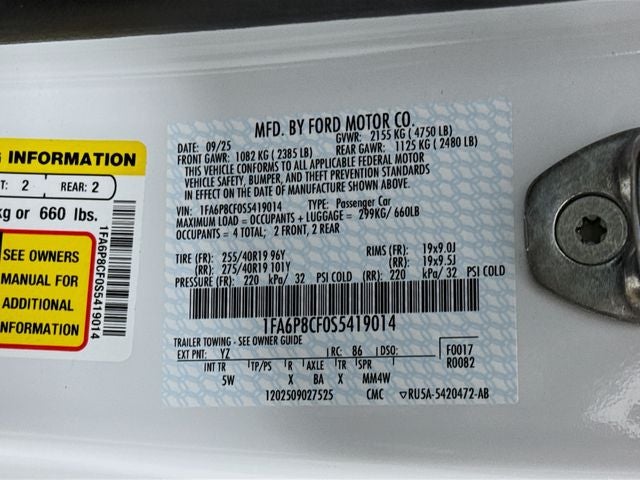 G INFORMATION
T: 2 REAR: 2
kg or 660 lbs.
SEE OWNERS
MANUAL FOR
ADDITIONAL
INFORMATION
1FA6P8CF0S5419014
MFD. BY FORD MOTOR CO.
DATE: 09/25 GVWR: 2155 KG ( 4750 LB)
FRONT GAWR: 1082 KG ( 2385 LB) REAR GAWR: 1125 KG ( 2480 LB)
THIS VEHICLE CONFORMS TO ALL APPLICABLE FEDERAL MOTOR
VEHICLE SAFETY, BUMPER, AND THEFT PREVENTION STANDARDS
IN EFFECT ON THE DATE OF MANUFACTURE SHOWN ABOVE.
VIN: 1FA6P8CF0S5419014 TYPE: Passenger Car
MAXIMUM LOAD = OCCUPANTS + LUGGAGE = 299KG/ 660LB
OCCUPANTS = 4 TOTAL; 2 FRONT, 2 REAR
TIRE (FR): 255/40R19 96Y RIMS (FR): 19x9.0J
(RR): 275/40R19 101Y (RR): 19x9.5J
PRESSURE (FR): 220 kPa/ 32 PSI COLD (RR): 220 kPa/ 32 PSI COLD
1FA6P8CF0S5419014
TRAILER TOWING - SEE OWNER GUIDE
EXT PNT: YZ RC: 86 DSO: F0017
R0082
INT TR TP/PS R AXLE TR SPR
5W X BA X MM4W
1202509027525 CMC RU5A-5420472-AB